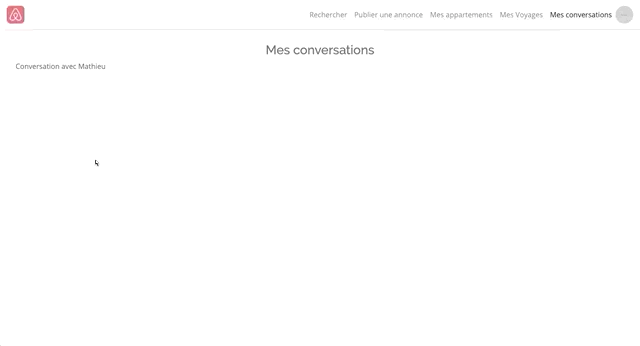 Rechercher Publier une annonce Mes appartements Mes Voyages Mes conversations
Mes conversations
Conversation avec Mathieu